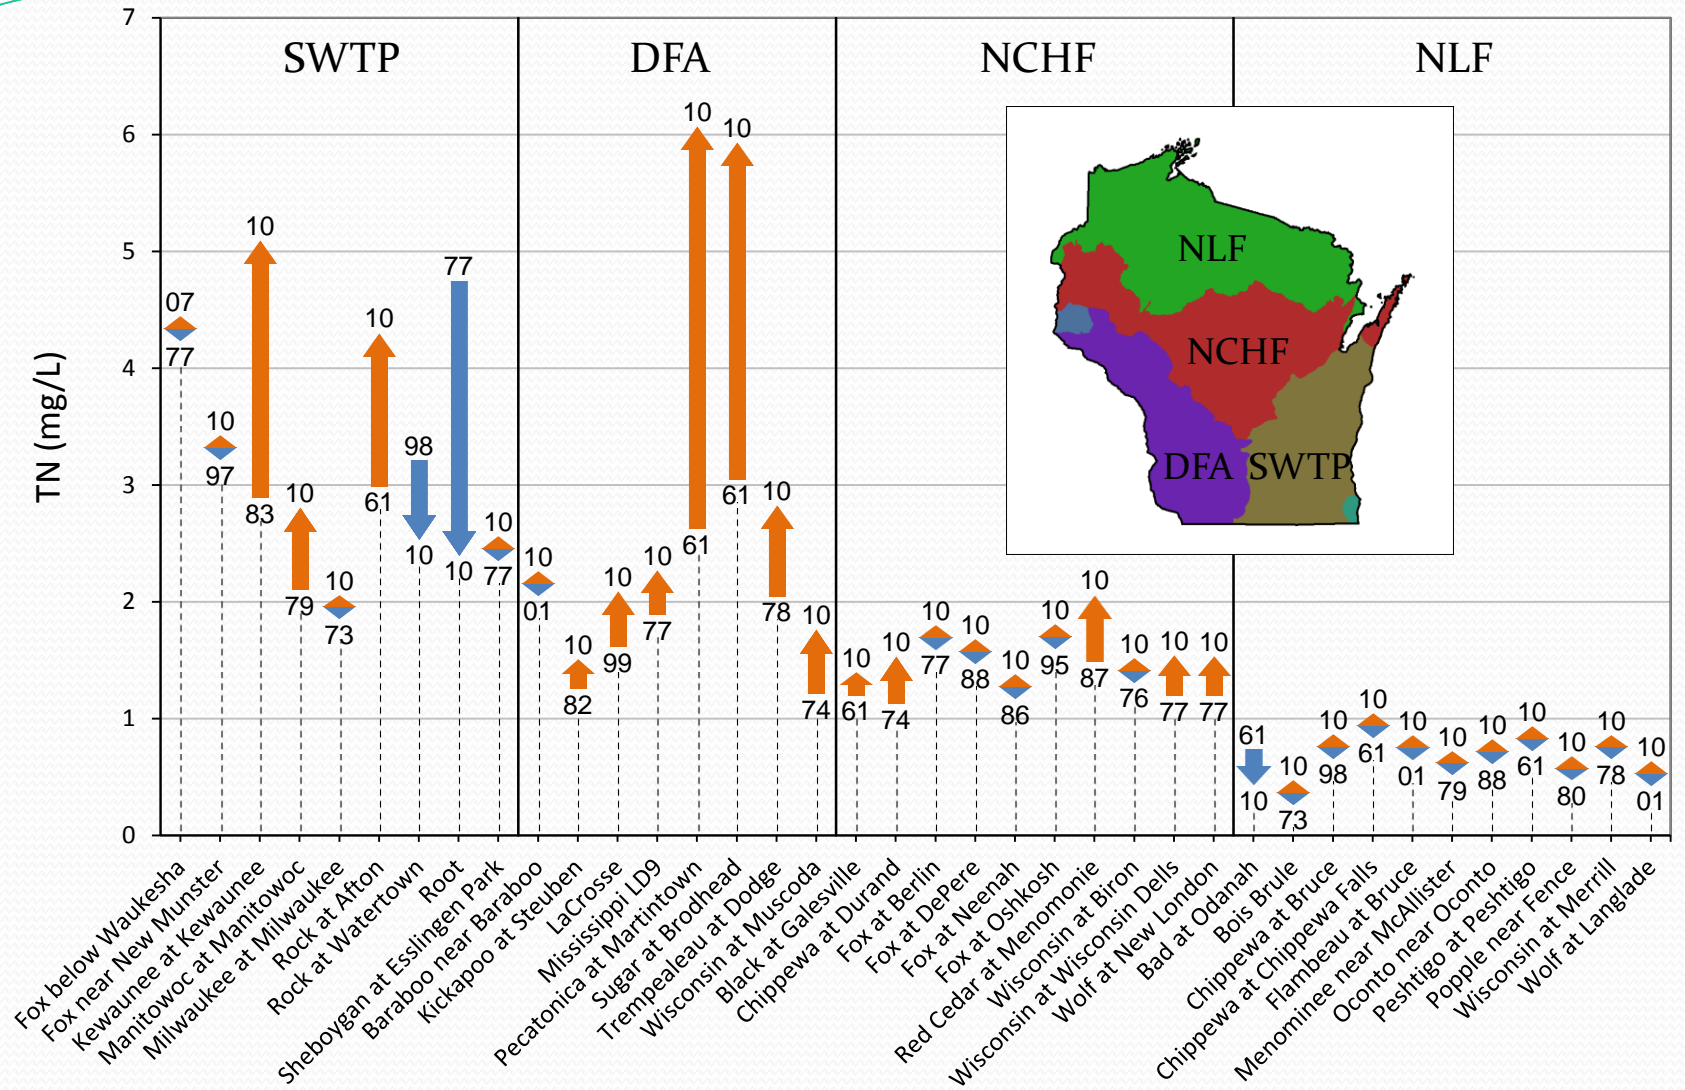 TN (mg/L)
7
6
5
4
3
2
1
0
SWTP
DFA
NCHF
NLF
07
77
10
97
10
83
10
79
10
73
10
61
98
10
77
10
10
77
10
01
10
82
10
99
10
77
10
61
10
61
10
78
10
74
10
61
10
74
10
77
10
88
10
86
10
95
10
87
10
76
10
77
10
77
61
10
10
73
10
98
10
61
10
01
10
79
10
88
10
61
10
80
10
78
10
01
NLF
NCHF
DFA
SWTP
Fox below Waukesha
Fox near New Munster
Kewaunee at Kewaunee
Manitowoc at Manitowoc
Milwaukee at Milwaukee
Rock at Afton
Rock at Watertown
Root
Sheboygan at Esslingen Park
Baraboo near Baraboo
Kickapoo at Steuben
LaCrosse
Mississippi LD9
Pecatonica at Martintown
Sugar at Brodhead
Trempealeau at Dodge
Wisconsin at Muscoda
Black at Galesville
Chippewa at Durand
Fox at Berlin
Fox at DePere
Fox at Neenah
Fox at Oshkosh
Red Cedar at Menomonie
Wisconsin at Biron
Wisconsin at Wisconsin Dells
Wolf at New London
Bad at Odanah
Bois Brule
Chippewa at Bruce
Chippewa at Chippewa Falls
Flambeau at Bruce
Menominee near McAllister
Oconto near Oconto
Peshtigo at Peshtigo
Popple near Fence
Wisconsin at Merrill
Wolf at Langlade